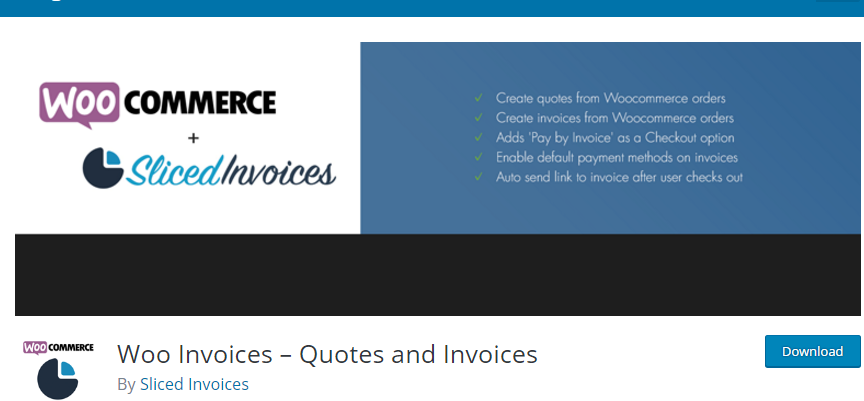 WOO COMMERCE
+
Sliced Invoices
✓ Create quotes from Woocommerce orders
✓ Create invoices from Woocommerce orders
✓ Adds 'Pay by Invoice' as a Checkout option
✓ Enable default payment methods on invoices
✓ Auto send link to invoice after user checks out
WOO COMMERCE
Woo Invoices – Quotes and Invoices
By Sliced Invoices
Download